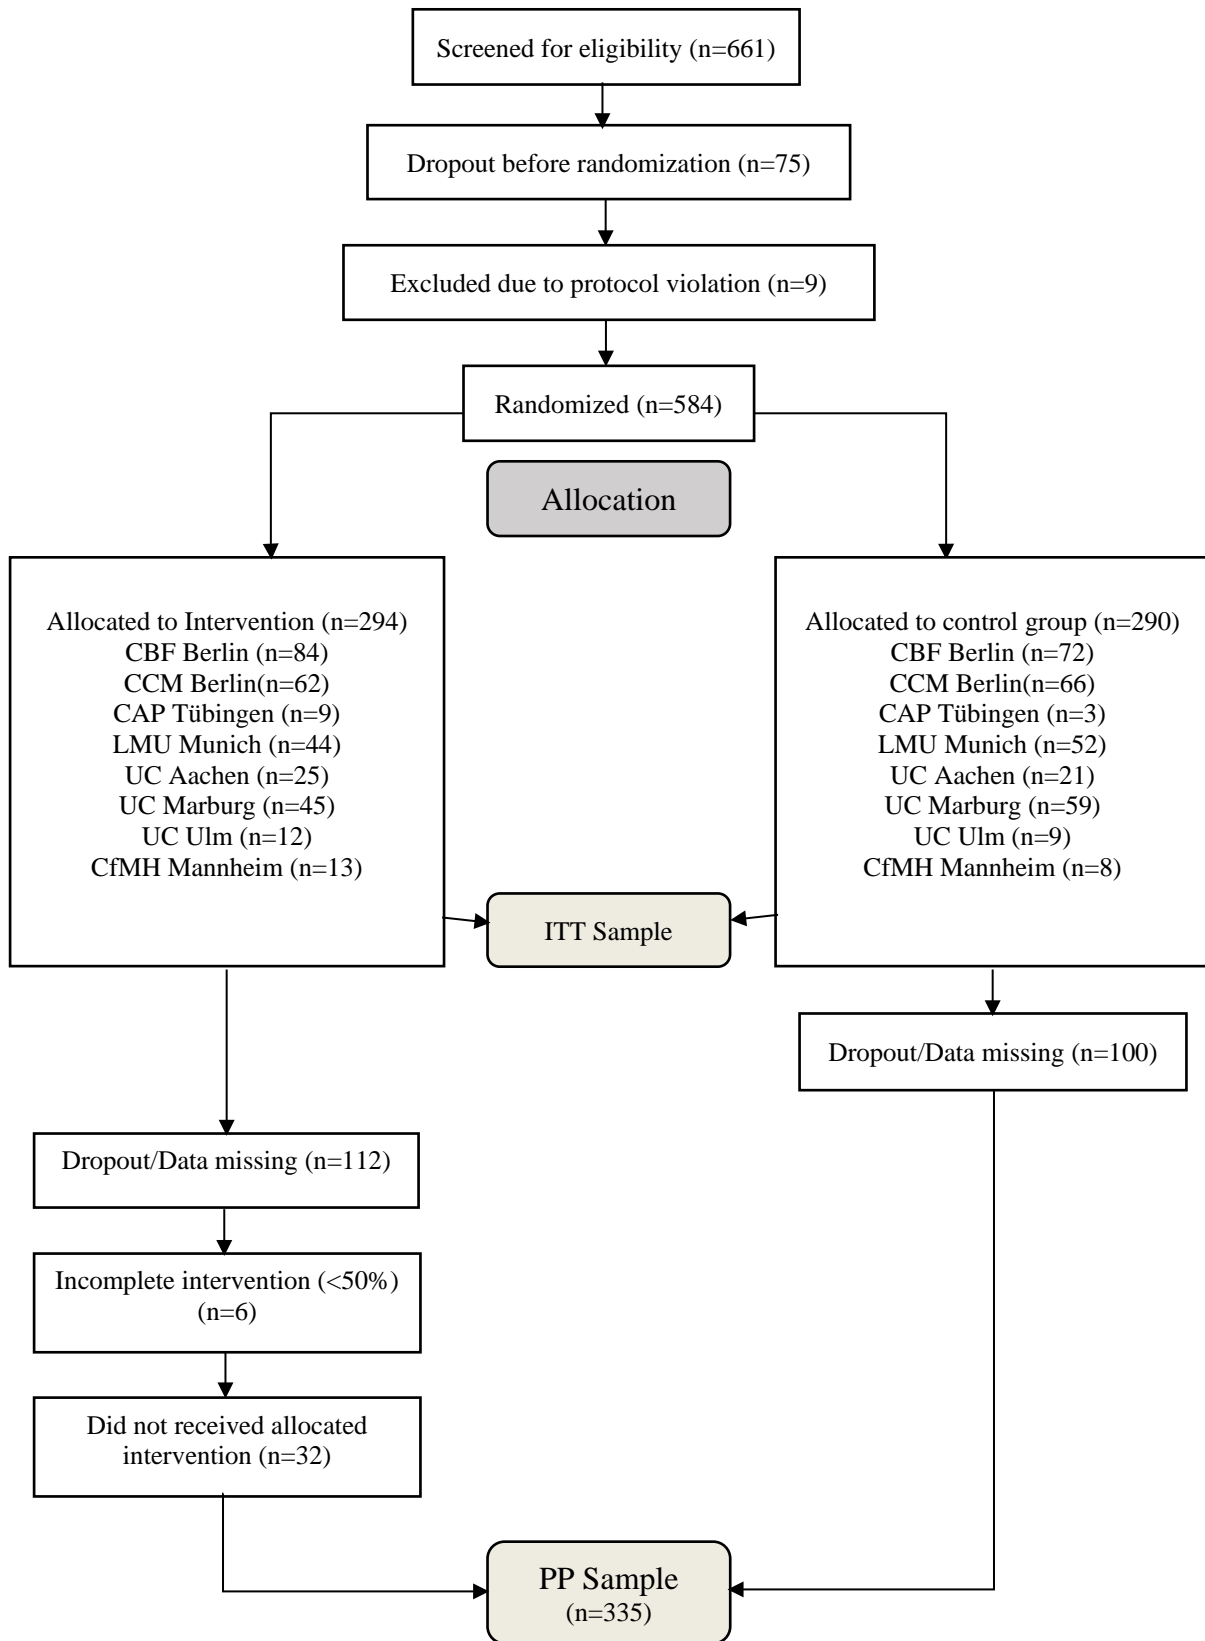 Screened for eligibility (n=661)
Dropout before randomization (n=75)
Excluded due to protocol violation (n=9)
Randomized (n=584)
Allocation
Allocated to Intervention (n=294)
CBF Berlin (n=84)
CCM Berlin(n=62)
CAP Tübingen (n=9)
LMU Munich (n=44)
UC Aachen (n=25)
UC Marburg (n=45)
UC Ulm (n=12)
CfMH Mannheim (n=13)
Allocated to control group (n=290)
CBF Berlin (n=72)
CCM Berlin(n=66)
CAP Tübingen (n=3)
LMU Munich (n=52)
UC Aachen (n=21)
UC Marburg (n=59)
UC Ulm (n=9)
CfMH Mannheim (n=8)
ITT Sample
Dropout/Data missing (n=100)
Dropout/Data missing (n=112)
Incomplete intervention (<50%)
(n=6)
Did not received allocated
intervention (n=32)
PP Sample
(n=335)